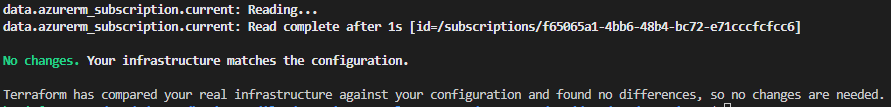 data.azurerm_subscription.current: Reading...
data.azurerm_subscription.current: Read complete after 1s [id=/subscriptions/f65065a1-4bb6-48b4-bc72-e71cccfcfcc6]
No changes. Your infrastructure matches the configuration.
Terraform has compared your real infrastructure against your configuration and found no differences, so no changes are needed.